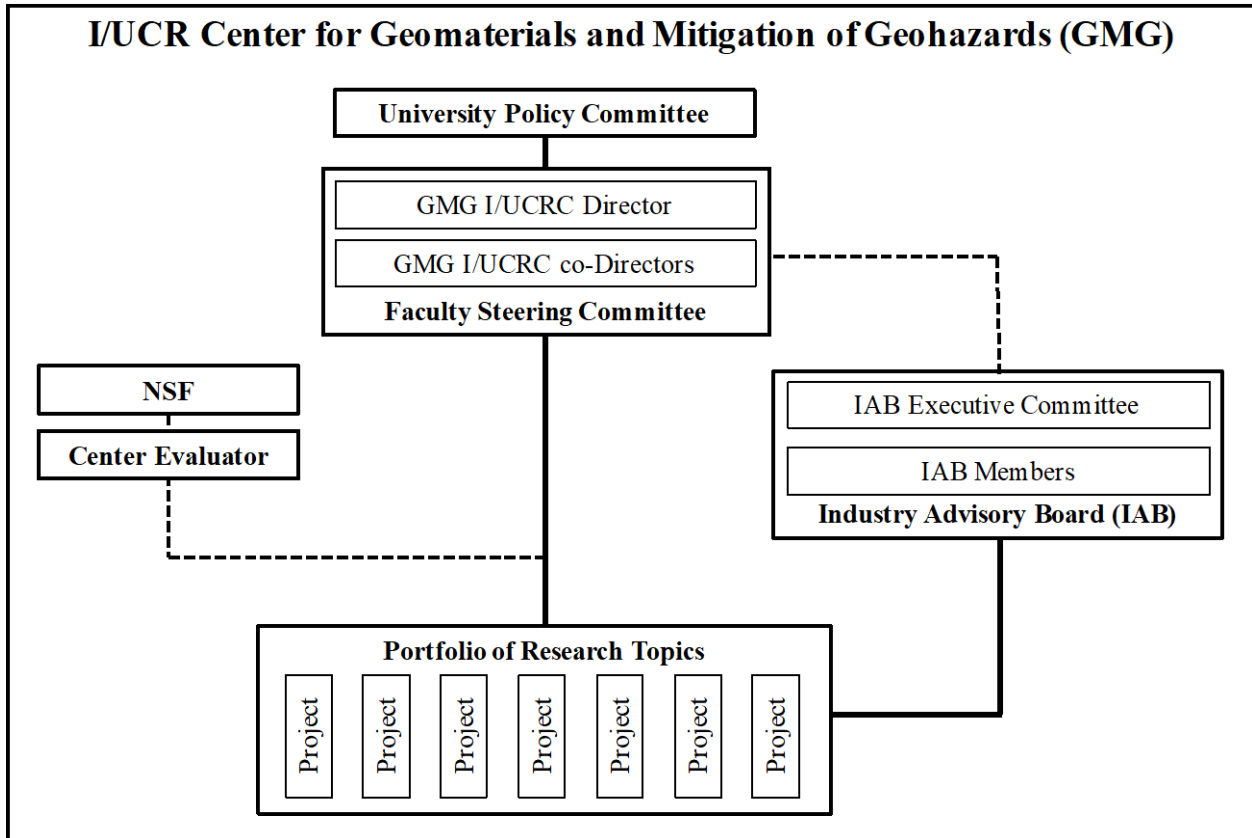 I/UCR Center for Geomaterials and Mitigation of Geohazards (GMG)
University Policy Committee
GMG I/UCRC Director
GMG I/UCRC co-Directors
Faculty Steering Committee
NSF
Center Evaluator
IAB Executive Committee
IAB Members
Industry Advisory Board (IAB)
Portfolio of Research Topics
Project
Project
Project
Project
Project
Project
Project